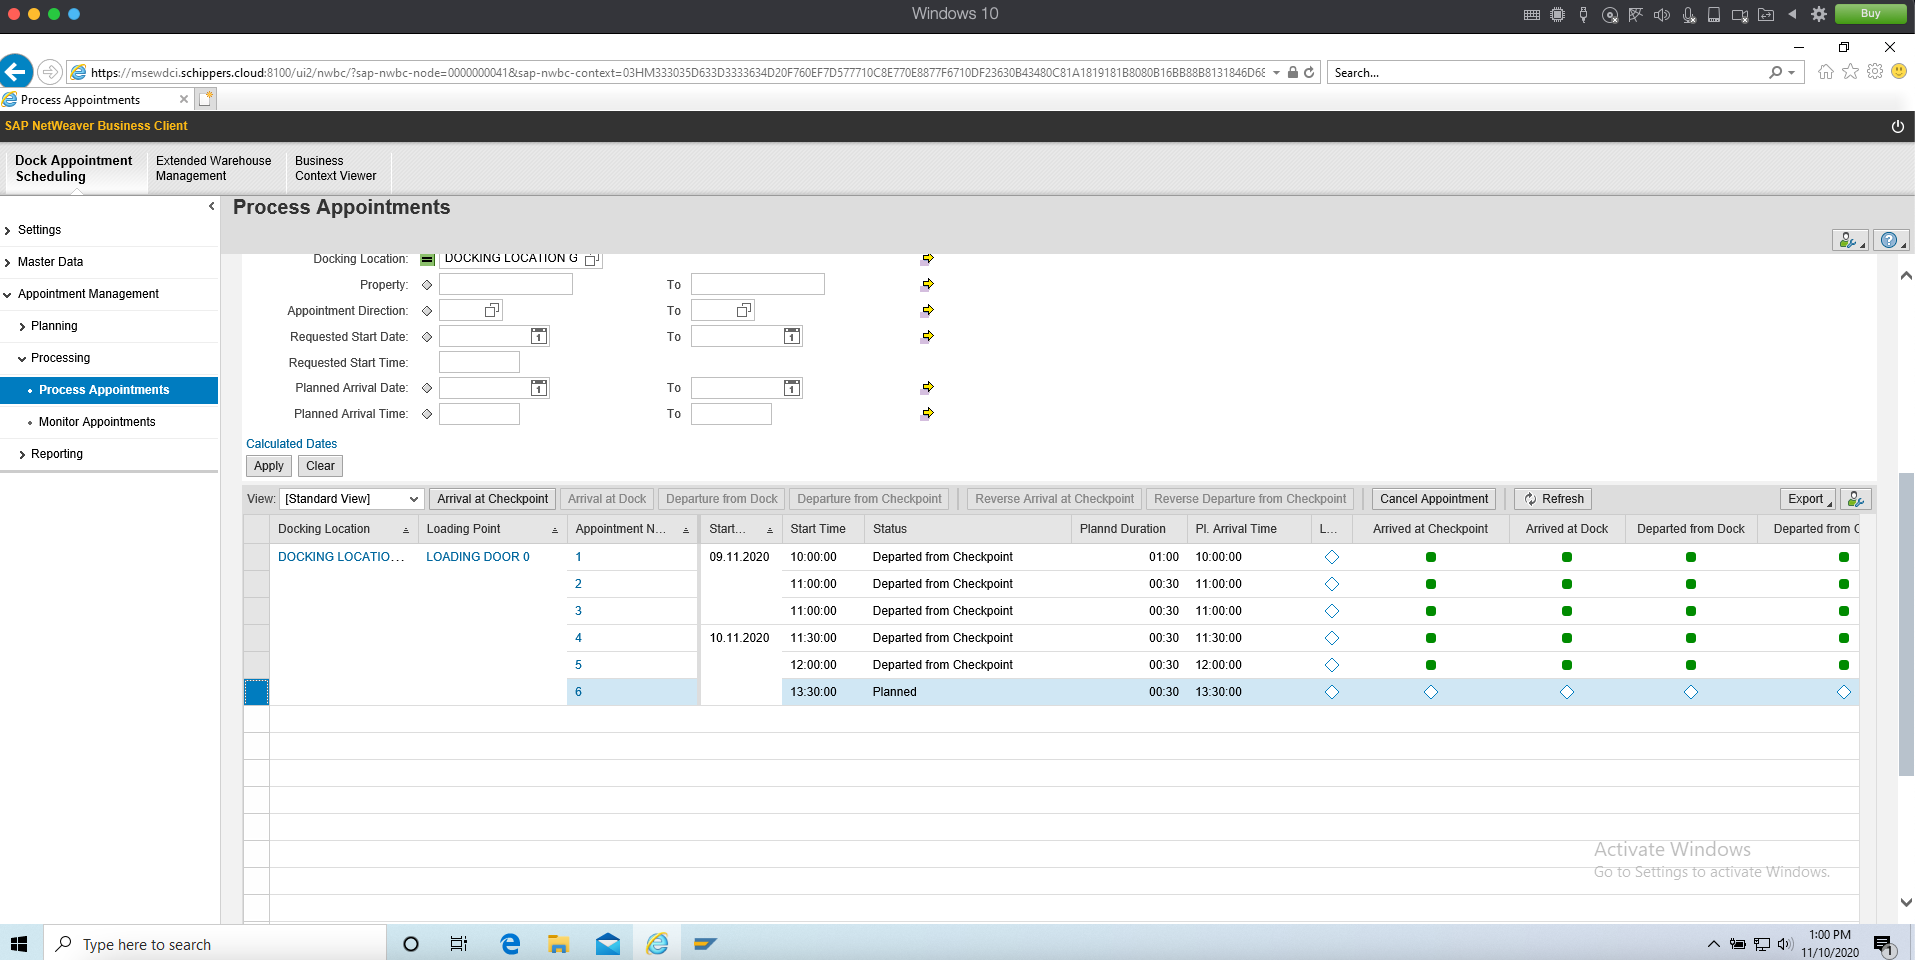 Windows 10
Buy
https://msewdci.schippers.cloud:8100/ui2/nwbc/?sap-nwbc-node=0000000041&sap-nwbc-context=03HM333035D633D3333634D20F760EF7D577710C8E770E8877F6710DF23630B43480C81A1819181B8080B16BB88B8131846D68
Search...
Process Appointments
SAP NetWeaver Business Client
Dock Appointment Scheduling
Extended Warehouse Management
Business Context Viewer
Process Appointments
Settings
Master Data
Appointment Management
Planning
Processing
Process Appointments
Monitor Appointments
Reporting
Docking Location: DOCKING LOCATION G
Property: To
Appointment Direction: To
Requested Start Date: 1 To 1
Requested Start Time:
Planned Arrival Date: 1 To 1
Planned Arrival Time: To
Calculated Dates
Apply Clear
View: [Standard View] Arrival at Checkpoint Arrival at Dock Departure from Dock Departure from Checkpoint Reverse Arrival at Checkpoint Reverse Departure from Checkpoint Cancel Appointment Refresh Export
Docking Location Loading Point Appointment N... Start... Start Time Status Plannd Duration Pl. Arrival Time L... Arrived at Checkpoint Arrived at Dock Departed from Dock Departed from C
DOCKING LOCATIO... LOADING DOOR 0 1 09.11.2020 10:00:00 Departed from Checkpoint 01:00 10:00:00
2 11:00:00 Departed from Checkpoint 00:30 11:00:00
3 11:00:00 Departed from Checkpoint 00:30 11:00:00
4 10.11.2020 11:30:00 Departed from Checkpoint 00:30 11:30:00
5 12:00:00 Departed from Checkpoint 00:30 12:00:00
6 13:30:00 Planned 00:30 13:30:00
Activate Windows
Go to Settings to activate Windows.
Type here to search
1:00 PM
11/10/2020
1